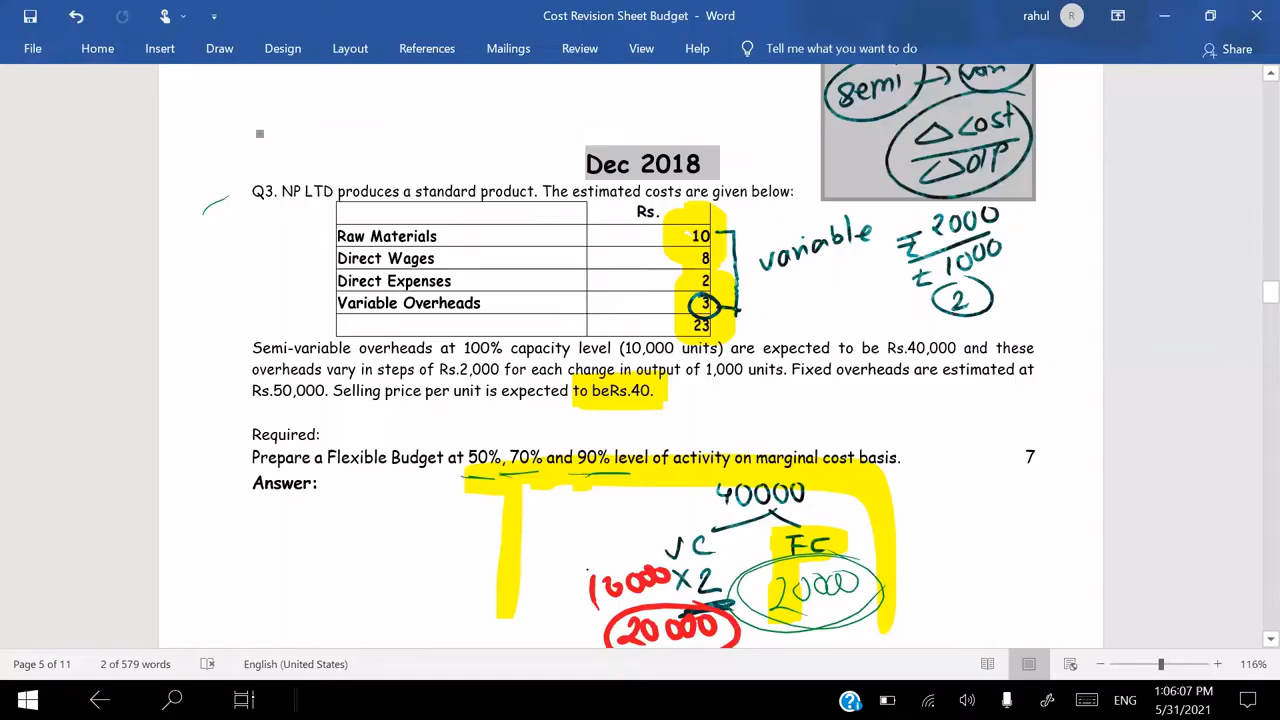 Cost Revision Sheet Budget - Word
rahul
R
File Home Insert Draw Design Layout References Mailings Review View Help Tell me what you want to do Share
semi → van
Δ Cost
Δ O/P
Dec 2018
Q3. NP LTD produces a standard product. The estimated costs are given below:
Rs.
Raw Materials 10
Direct Wages 8
Direct Expenses 2
Variable Overheads 3
23
variable
₹ 2000
₹ 1000
2
Semi-variable overheads at 100% capacity level (10,000 units) are expected to be Rs.40,000 and these
overheads vary in steps of Rs.2,000 for each change in output of 1,000 units. Fixed overheads are estimated at
Rs.50,000. Selling price per unit is expected to beRs.40.
Required:
Prepare a Flexible Budget at 50%, 70% and 90% level of activity on marginal cost basis. 7
Answer:
40000
VC FC
10000 x 2 20000
20000
Page 5 of 11 2 of 579 words English (United States) 116%
ENG
1:06:07 PM
5/31/2021